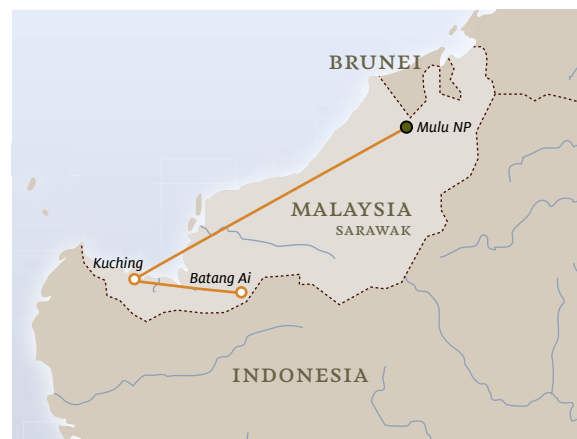 BRUNEI
Mulu NP
MALAYSIA
SARAWAK
Kuching
Batang Ai
INDONESIA